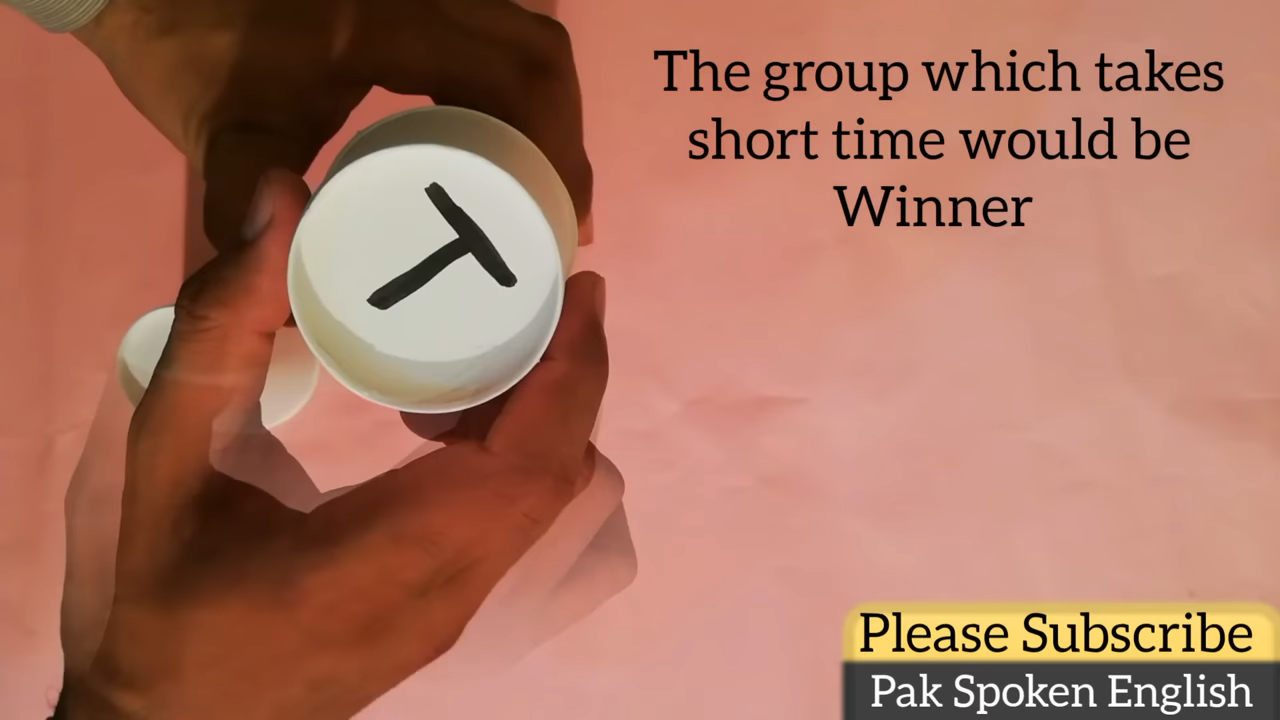 The group which takes
short time would be
Winner
T
Please Subscribe
Pak Spoken English